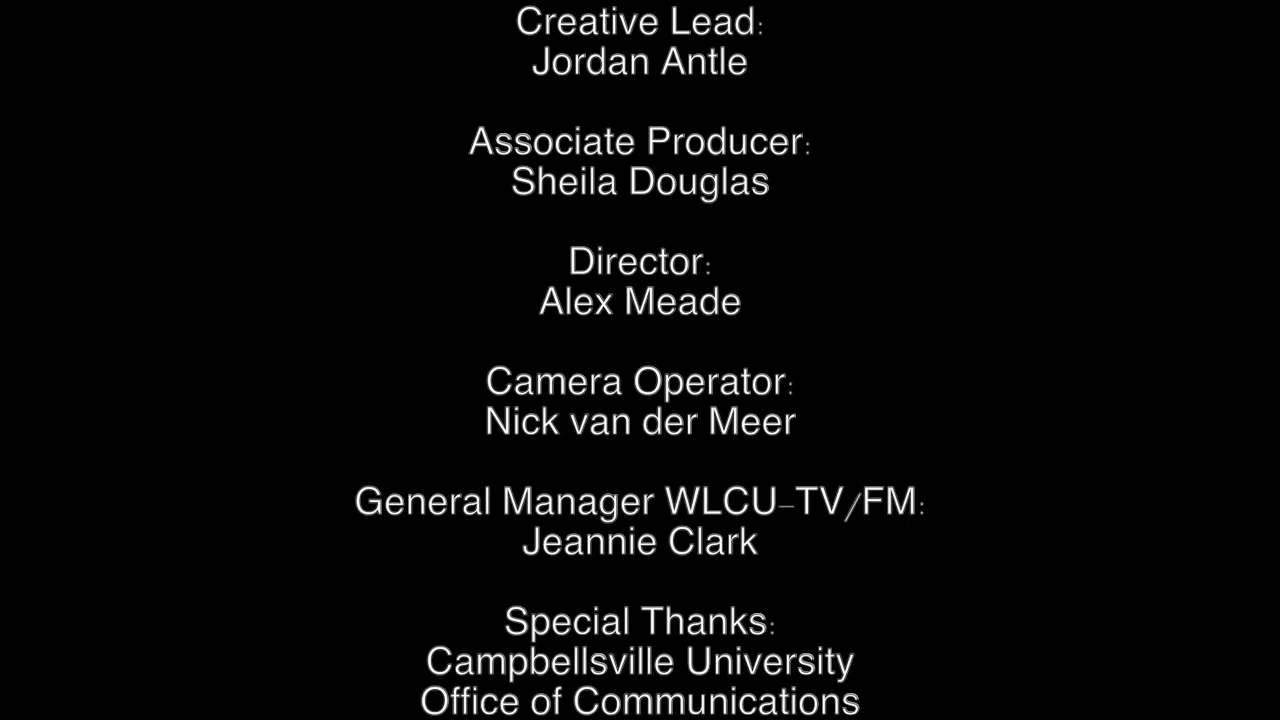 Creative Lead:
Jordan Antle
Associate Producer:
Sheila Douglas
Director:
Alex Meade
Camera Operator:
Nick van der Meer
General Manager WLCU–TV/FM:
Jeannie Clark
Special Thanks:
Campbellsville University
Office of Communications